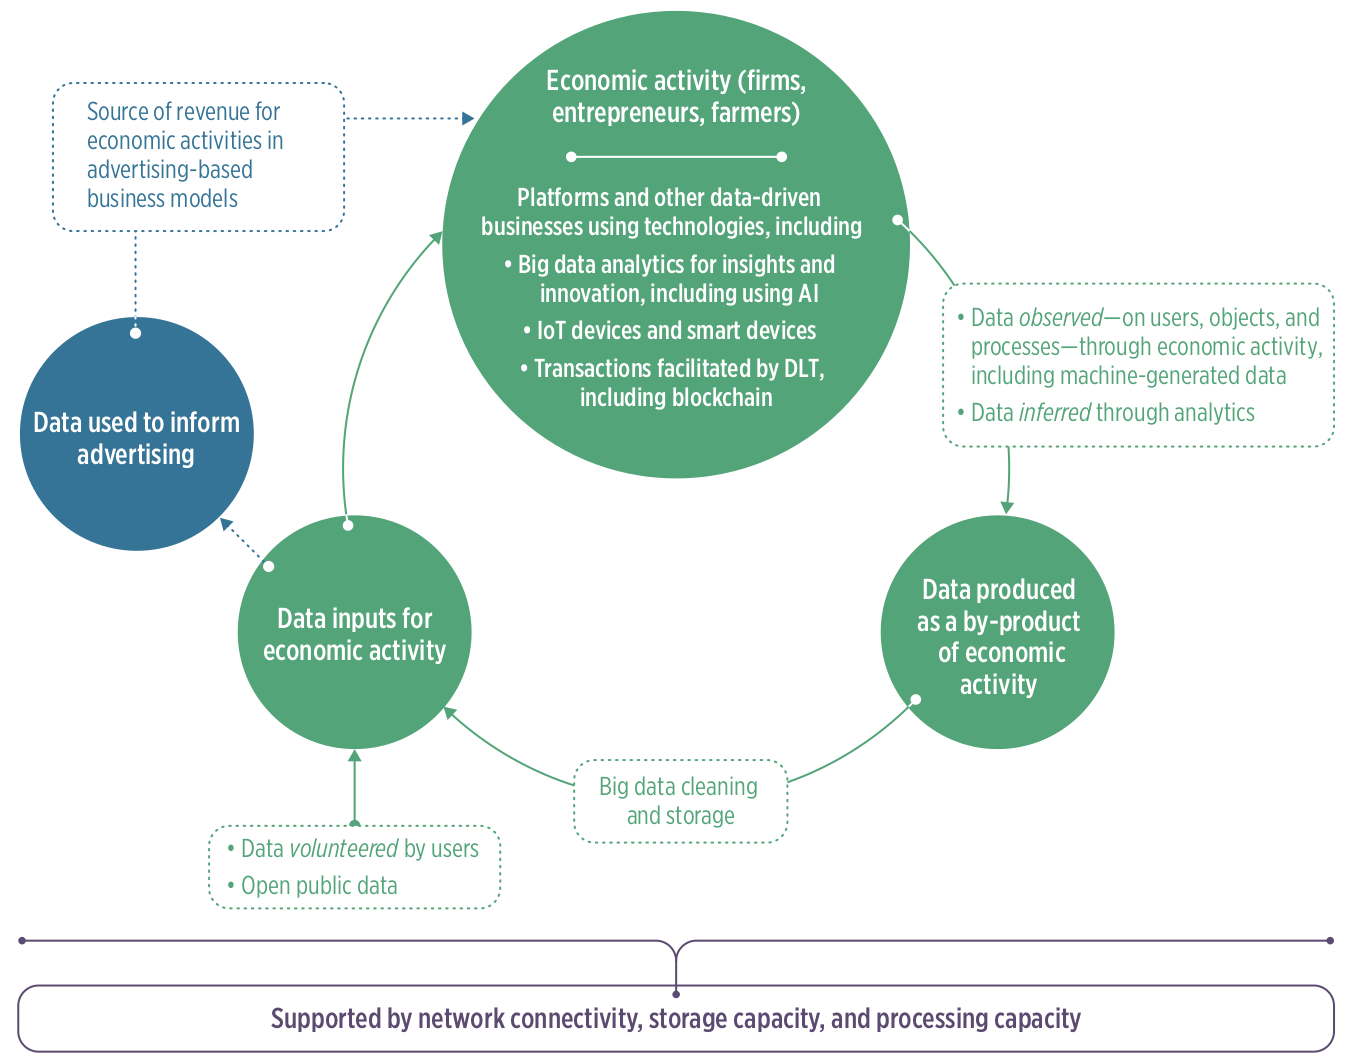 Economic activity (firms,
entrepreneurs, farmers)
Platforms and other data-driven
businesses using technologies, including
• Big data analytics for insights and
innovation, including using AI
• IoT devices and smart devices
• Transactions facilitated by DLT,
including blockchain
Source of revenue for
economic activities in
advertising-based
business models
• Data observed—on users, objects, and
processes—through economic activity,
including machine-generated data
• Data inferred through analytics
Data used to inform
advertising
Data inputs for
economic activity
Data produced
as a by-product
of economic
activity
Big data cleaning
and storage
• Data volunteered by users
• Open public data
Supported by network connectivity, storage capacity, and processing capacity